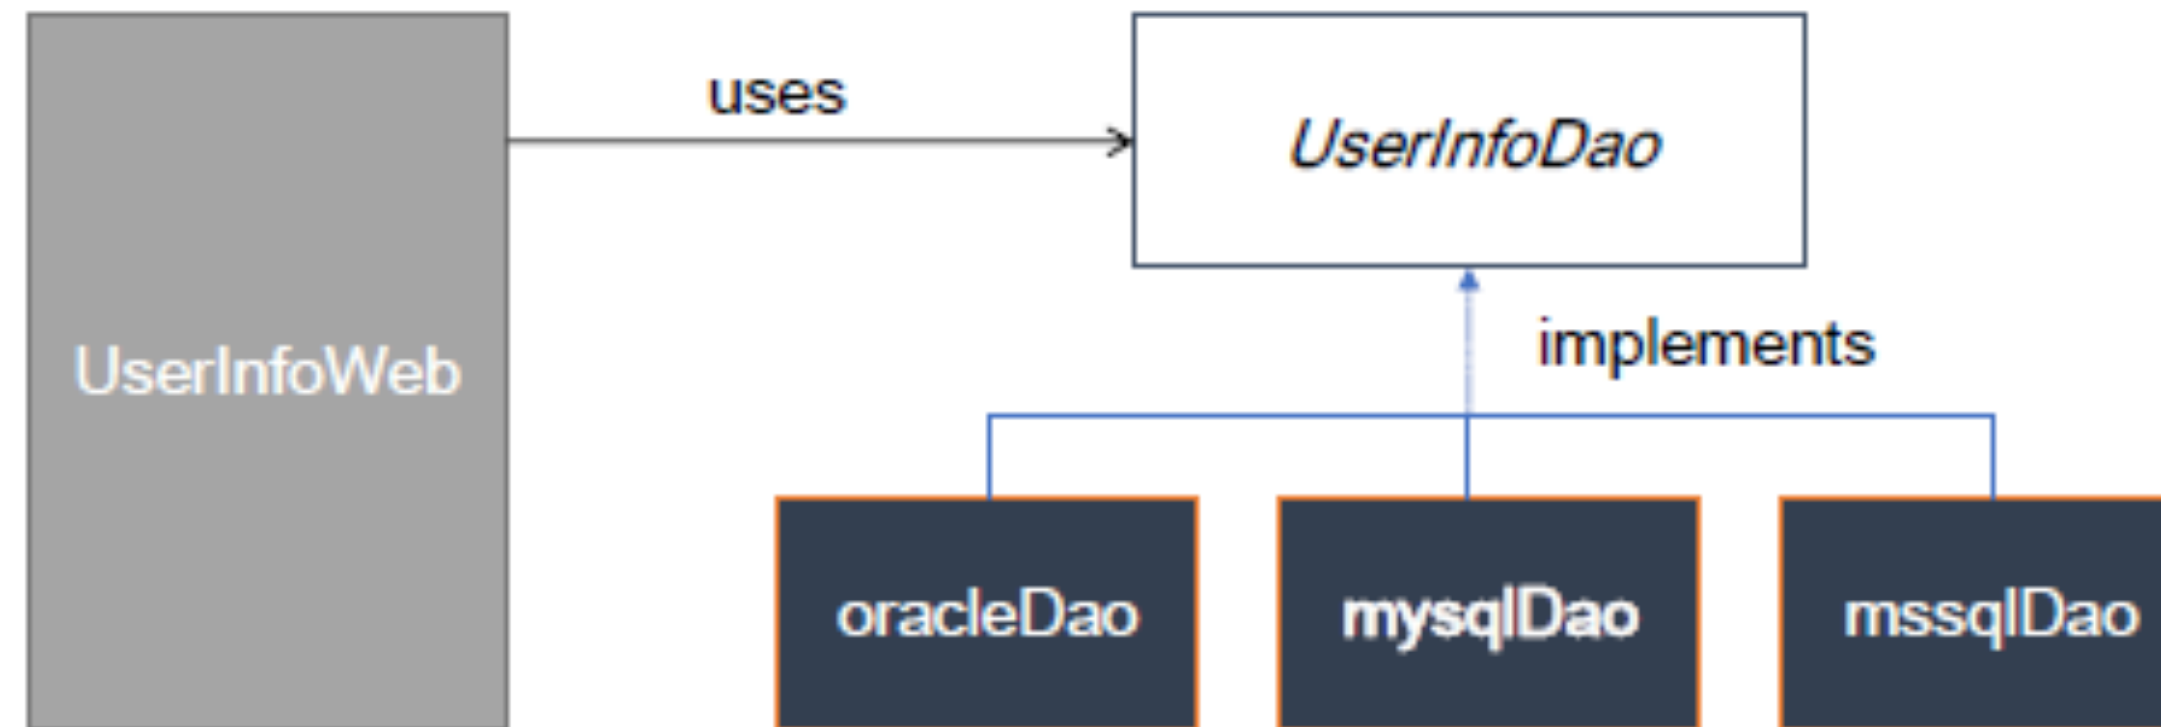 uses
UserInfoDao
implements
UserInfoWeb
oracleDao
mysqlDao
mssqlDao